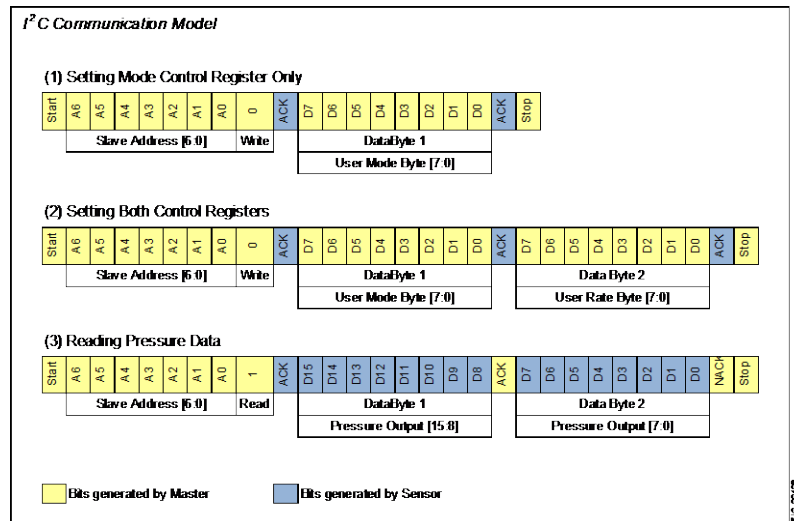 I²C Communication Model
(1) Setting Mode Control Register Only
Start A6 A5 A4 A3 A2 A1 A0 0 ACK D7 D6 D5 D4 D3 D2 D1 D0 ACK Stop
Slave Address [6:0] Write DataByte 1
User Mode Byte [7:0]
(2) Setting Both Control Registers
Start A6 A5 A4 A3 A2 A1 A0 0 ACK D7 D6 D5 D4 D3 D2 D1 D0 ACK D7 D6 D5 D4 D3 D2 D1 D0 ACK Stop
Slave Address [6:0] Write DataByte 1 Data Byte 2
User Mode Byte [7:0] User Rate Byte [7:0]
(3) Reading Pressure Data
Start A6 A5 A4 A3 A2 A1 A0 1 ACK D15 D14 D13 D12 D11 D10 D9 D8 ACK D7 D6 D5 D4 D3 D2 D1 D0 NACK Stop
Slave Address [6:0] Read DataByte 1 Data Byte 2
Pressure Output [15:8] Pressure Output [7:0]
Bits generated by Master Bits generated by Sensor